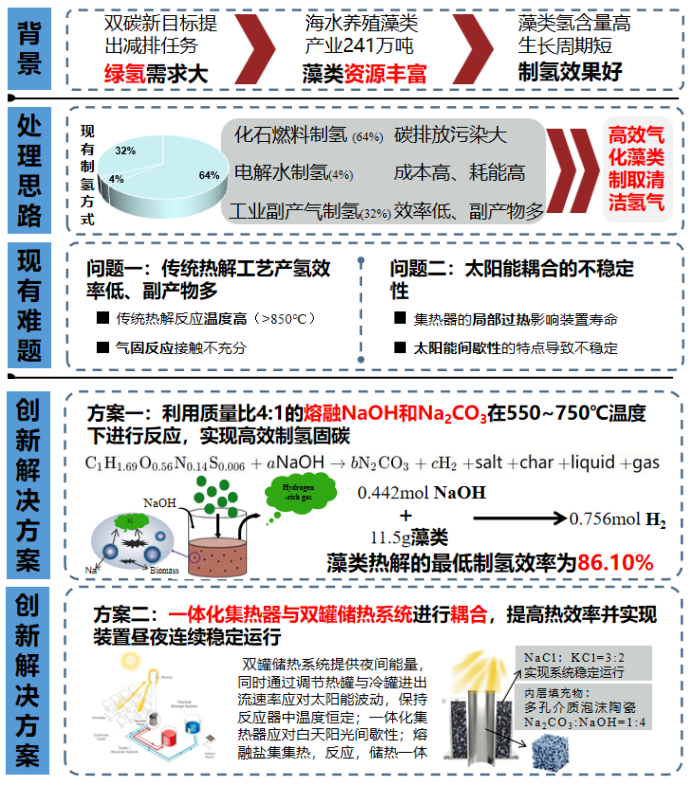 背景
双碳新目标提
出减排任务
绿氢需求大
海水养殖藻类
产业241万吨
藻类资源丰富
藻类氢含量高
生长周期短
制氢效果好
处理思路
现有制氢方式
32%
4%
64%
化石燃料制氢 (64%) 碳排放污染大
电解水制氢(4%) 成本高、耗能高
工业副产气制氢(32%) 效率低、副产物多
高效气
化藻类
制取清
洁氢气
现有难题
问题一：传统热解工艺产氢效
率低、副产物多
■ 传统热解反应温度高（>850℃）
■ 气固反应接触不充分
问题二：太阳能耦合的不稳定
性
■ 集热器的局部过热影响装置寿命
■ 太阳能间歇性的特点导致不稳定
创新解决方案
方案一：利用质量比4:1的熔融NaOH和Na₂CO₃在550~750℃温度
下进行反应，实现高效制氢固碳
C₁H₁.₆₉O₀.₅₆N₀.₁₄S₀.₀₀₆ + aNaOH → bN₂CO₃ + cH₂ +salt +char +liquid +gas
NaOH
Hydrogen
-rich gas
H₂
Na⁺
Biomass
0.442mol NaOH
+
11.5g藻类
0.756mol H₂
藻类热解的最低制氢效率为86.10%
创新解决方案
方案二：一体化集热器与双罐储热系统进行耦合，提高热效率并实现
装置昼夜连续稳定运行
双罐储热系统提供夜间能量，
同时通过调节热罐与冷罐进出
流速率应对太阳能波动，保持
反应器中温度恒定；一体化集
热器应对白天阳光间歇性；熔
融盐集集热，反应，储热一体
NaCl：KCl=3:2
实现系统稳定运行
内层填充物：
多孔介质泡沫陶瓷
Na₂CO₃:NaOH=1:4